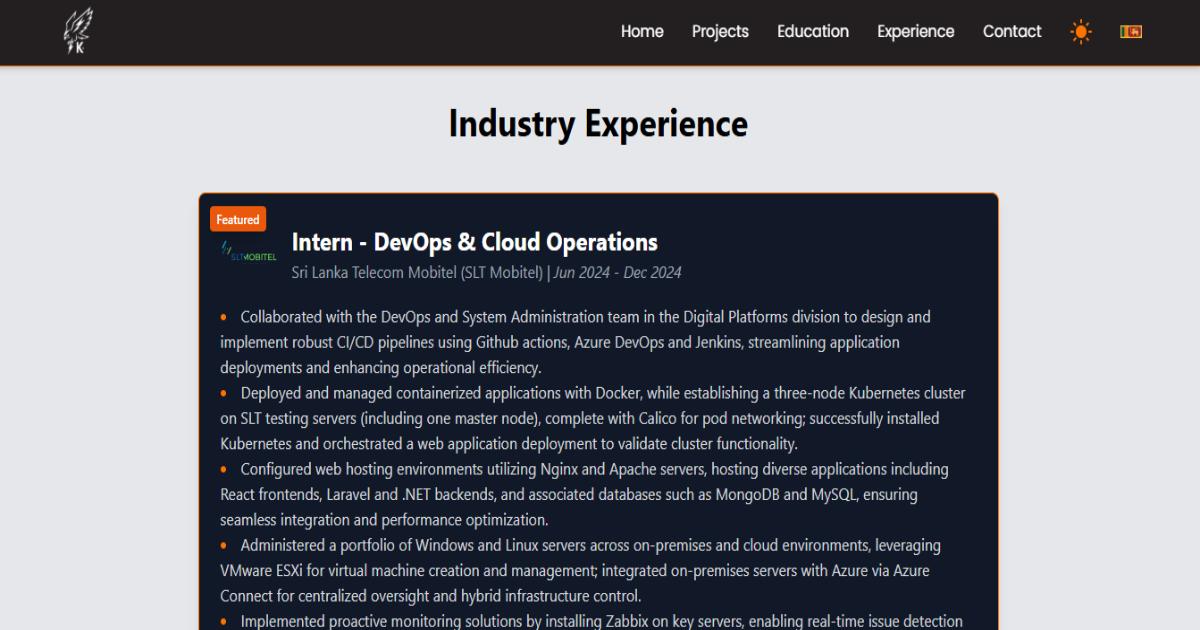 K
Home Projects Education Experience Contact
Industry Experience
Featured
SLTMOBITEL
Intern - DevOps & Cloud Operations
Sri Lanka Telecom Mobitel (SLT Mobitel) | Jun 2024 - Dec 2024
• Collaborated with the DevOps and System Administration team in the Digital Platforms division to design and
implement robust CI/CD pipelines using Github actions, Azure DevOps and Jenkins, streamlining application
deployments and enhancing operational efficiency.
• Deployed and managed containerized applications with Docker, while establishing a three-node Kubernetes cluster
on SLT testing servers (including one master node), complete with Calico for pod networking; successfully installed
Kubernetes and orchestrated a web application deployment to validate cluster functionality.
• Configured web hosting environments utilizing Nginx and Apache servers, hosting diverse applications including
React frontends, Laravel and .NET backends, and associated databases such as MongoDB and MySQL, ensuring
seamless integration and performance optimization.
• Administered a portfolio of Windows and Linux servers across on-premises and cloud environments, leveraging
VMware ESXi for virtual machine creation and management; integrated on-premises servers with Azure via Azure
Connect for centralized oversight and hybrid infrastructure control.
• Implemented proactive monitoring solutions by installing Zabbix on key servers, enabling real-time issue detection